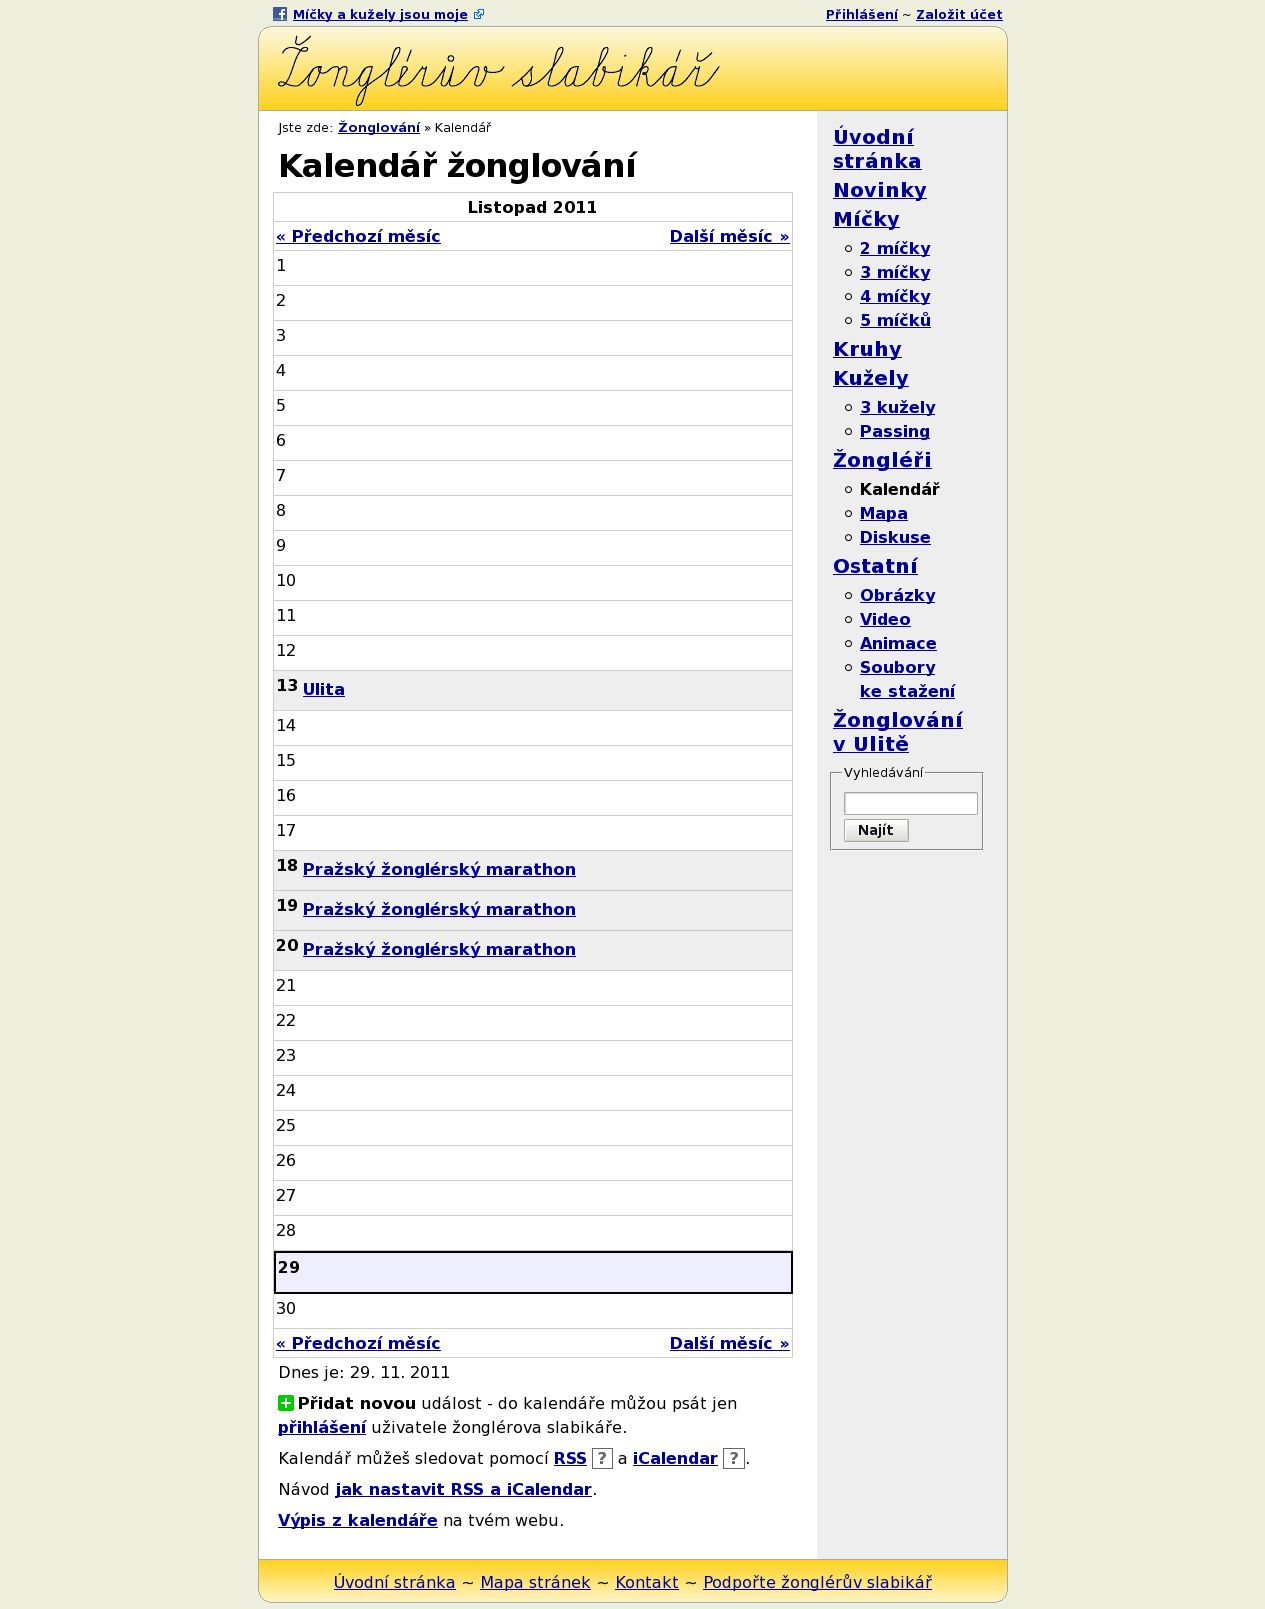 Míčky a kužely jsou moje
Přihlášení ~ Založit účet
Žonglérův slabikář
Jste zde: Žonglování » Kalendář
Kalendář žonglování
Listopad 2011
« Předchozí měsíc Další měsíc »
1
2
3
4
5
6
7
8
9
10
11
12
13 Ulita
14
15
16
17
18 Pražský žonglérský marathon
19 Pražský žonglérský marathon
20 Pražský žonglérský marathon
21
22
23
24
25
26
27
28
29
30
« Předchozí měsíc Další měsíc »
Dnes je: 29. 11. 2011
Přidat novou událost - do kalendáře můžou psát jen
přihlášení uživatele žonglérova slabikáře.
Kalendář můžeš sledovat pomocí RSS ? a iCalendar ?.
Návod jak nastavit RSS a iCalendar.
Výpis z kalendáře na tvém webu.
Úvodní
stránka
Novinky
Míčky
2 míčky
3 míčky
4 míčky
5 míčků
Kruhy
Kužely
3 kužely
Passing
Žongléři
Kalendář
Mapa
Diskuse
Ostatní
Obrázky
Video
Animace
Soubory
ke stažení
Žonglování
v Ulitě
Vyhledávání
Najít
Úvodní stránka ~ Mapa stránek ~ Kontakt ~ Podpořte žonglérův slabikář